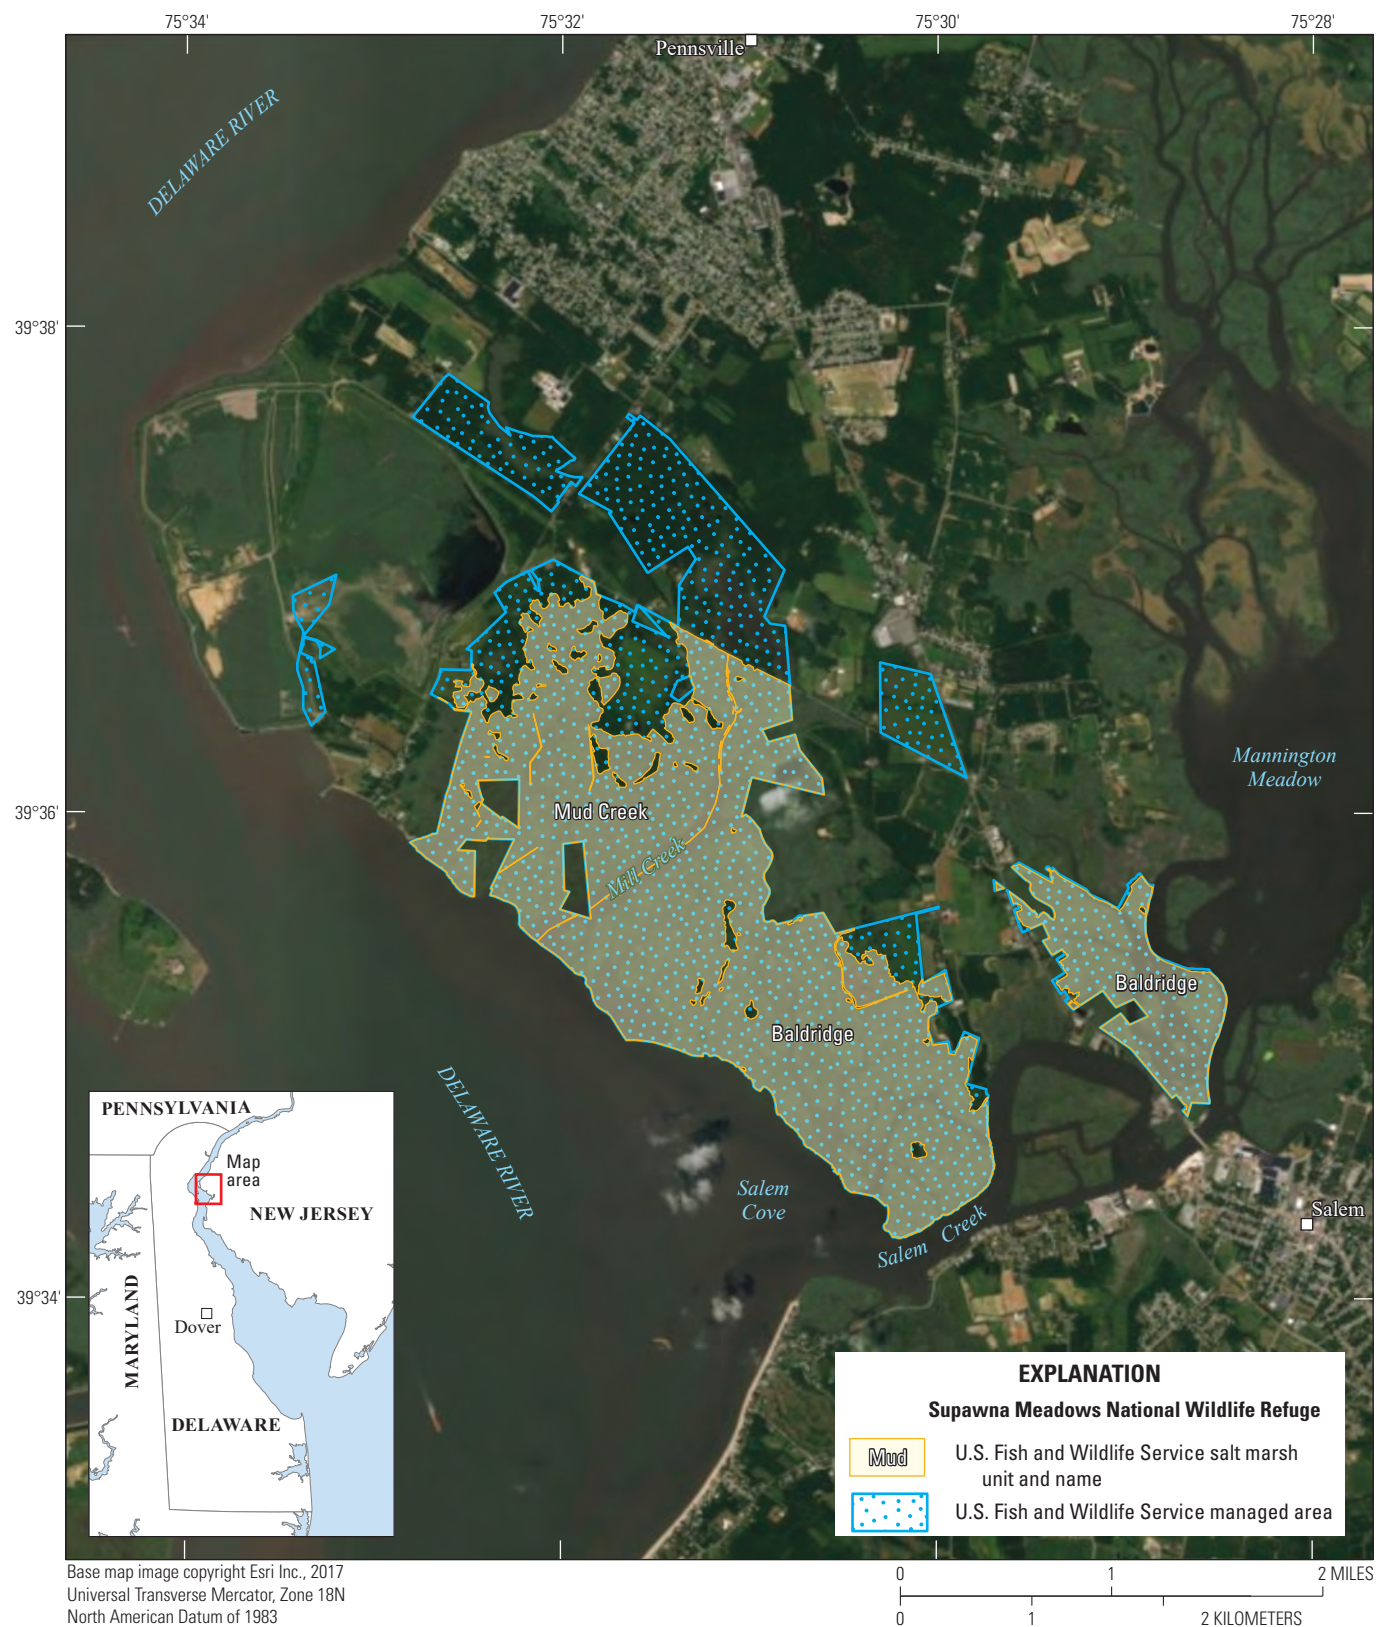 75°34'
75°32'
75°30'
75°28'
Pennsville
DELAWARE RIVER
39°38'
Mannington
Meadow
39°36'
Mud Creek
Mill Creek
Baldridge
Baldridge
DELAWARE RIVER
Salem
Cove
Salem Creek
Salem
39°34'
PENNSYLVANIA
Map
area
NEW JERSEY
MARYLAND
Dover
DELAWARE
EXPLANATION
Supawna Meadows National Wildlife Refuge
Mud
U.S. Fish and Wildlife Service salt marsh
unit and name
U.S. Fish and Wildlife Service managed area
Base map image copyright Esri Inc., 2017
Universal Transverse Mercator, Zone 18N
North American Datum of 1983
0 1 2 MILES
0 1 2 KILOMETERS